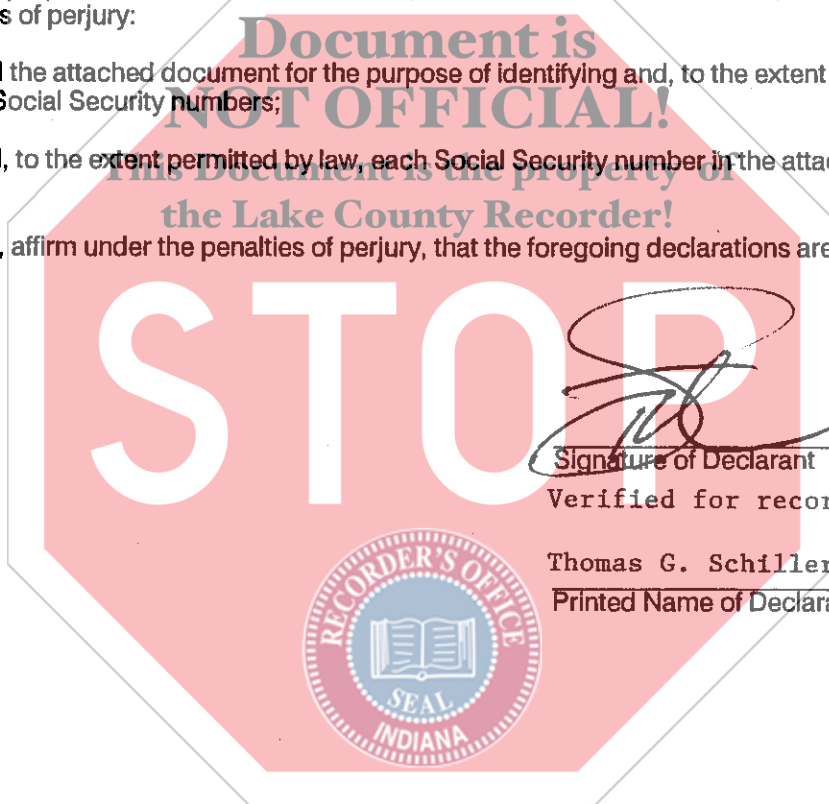 s of perjury:
Document is
the attached document for the purpose of identifying and, to the extent
Social Security numbers;
NOT OFFICIAL!
, to the extent permitted by law, each Social Security number in the attac
This Document is the property of
the Lake County Recorder!
, affirm under the penalties of perjury, that the foregoing declarations are
STOP
Signature of Declarant
Verified for recor
Thomas G. Schiller
Printed Name of Declara
RECORDER'S OFFICE
SEAL
INDIANA